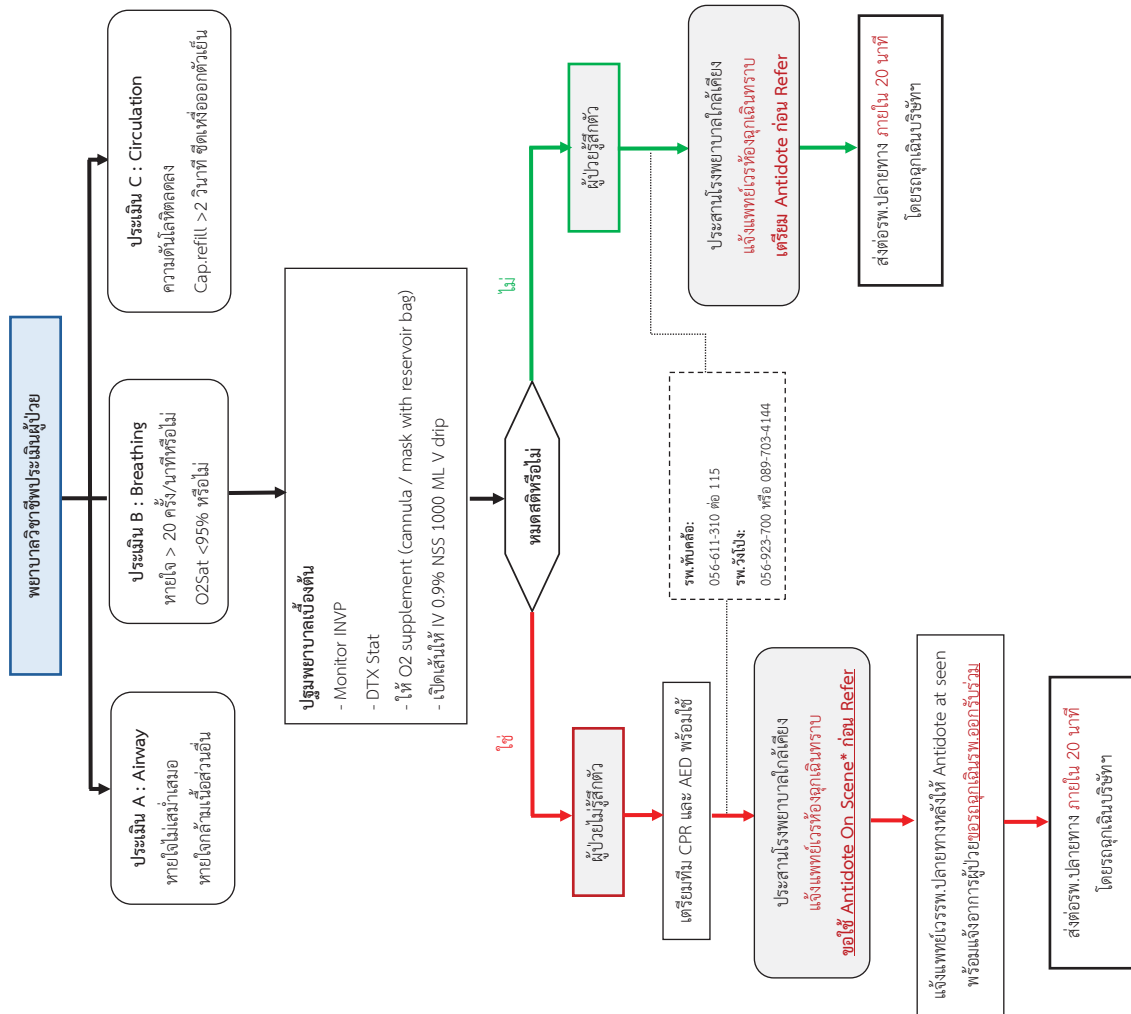 พยาบาลวิชาชีพประเมินผู้ป่วย
ประเมิน A : Airway
หายใจไม่เสม่ำเสมอ
หายใจกล้ามเนื้อส่วนอื่น
ประเมิน B : Breathing
หายใจ > 20 ครั้ง/นาทีหรือไม่
O2Sat <95% หรือไม่
ประเมิน C : Circulation
ความดันโลหิตลดลง
Cap.refill >2 วินาที ซีดเหงื่อออกตัวเย็น
ปฐมพยาบาลเบื้องต้น
- Monitor INVP
- DTX Stat
- ให้ O2 supplement (cannula / mask with reservoir bag)
- เปิดเส้นให้ IV 0.9% NSS 1000 ML V drip
หมดสติหรือไม่
ใช่
ไม่
ผู้ป่วยไม่รู้สึกตัว
เตรียมทีม CPR และ AED พร้อมใช้
ประสานโรงพยาบาลใกล้เคียง
แจ้งแพทย์เวรห้องฉุกเฉินทราบ
ขอใช้ Antidote On Scene* ก่อน Refer
แจ้งแพทย์เวรรพ.ปลายทางหลังให้ Antidote at seen
พร้อมแจ้งอาการผู้ป่วยขอรถฉุกเฉินรพ.ออกรับร่วม
ส่งต่อรพ.ปลายทาง ภายใน 20 นาที
โดยรถฉุกเฉินบริษัทฯ
รพ.ทับคล้อ:
056-611-310 ต่อ 115
รพ.วังโป่ง:
056-923-700 หรือ 089-703-4144
ผู้ป่วยรู้สึกตัว
ประสานโรงพยาบาลใกล้เคียง
แจ้งแพทย์เวรห้องฉุกเฉินทราบ
เตรียม Antidote ก่อน Refer
ส่งต่อรพ.ปลายทาง ภายใน 20 นาที
โดยรถฉุกเฉินบริษัทฯ